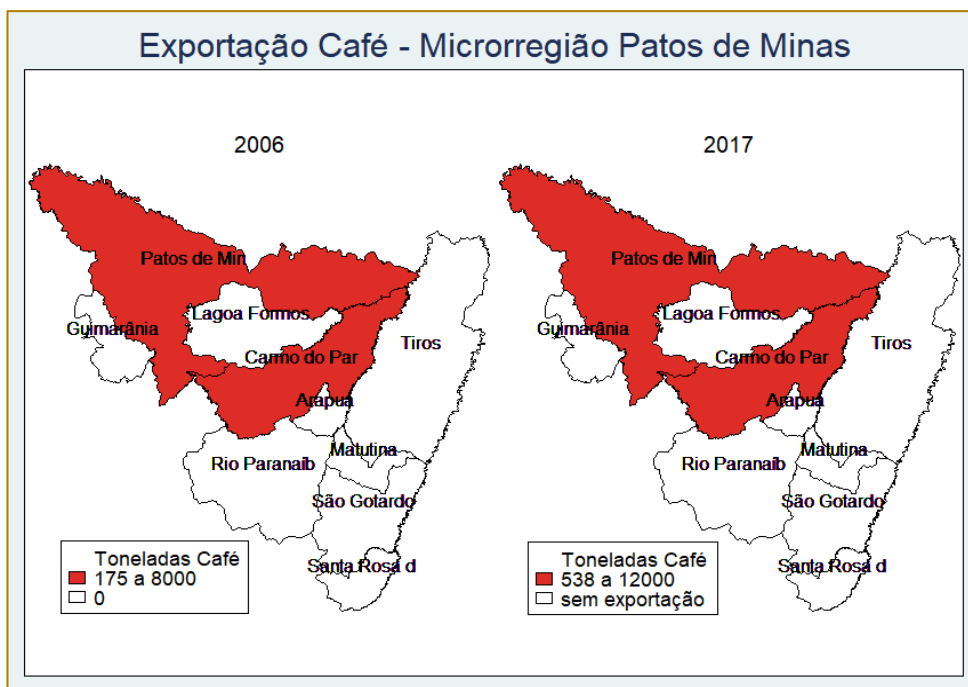 Exportação Café - Microrregião Patos de Minas
2006
Patos de Min
Lagoa Formos
Guimarânia
Carmo do Par
Tiros
Arapuá
Matutina
Rio Paranaíb
São Gotardo
Santa Rosa d
Toneladas Café
175 a 8000
0
2017
Patos de Min
Lagoa Formos
Guimarânia
Carmo do Par
Tiros
Arapuá
Matutina
Rio Paranaíb
São Gotardo
Santa Rosa d
Toneladas Café
538 a 12000
sem exportação